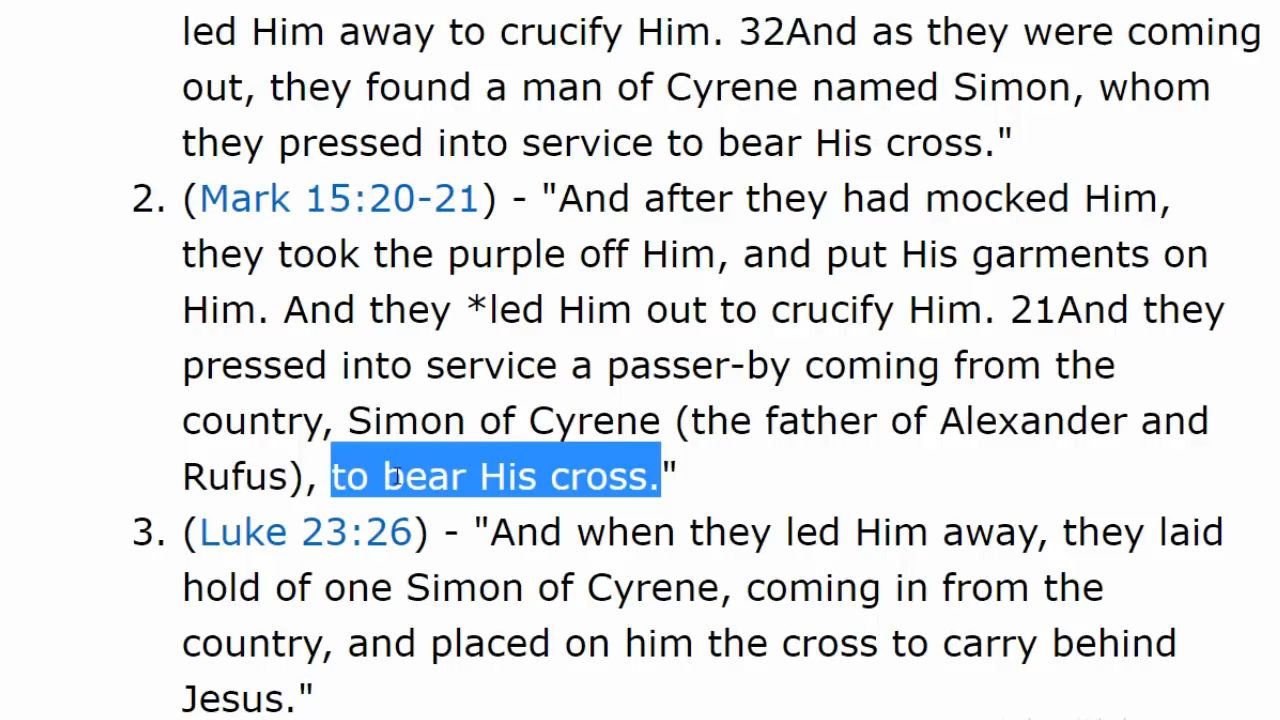 led Him away to crucify Him. 32And as they were coming
out, they found a man of Cyrene named Simon, whom
they pressed into service to bear His cross."
2. (Mark 15:20-21) - "And after they had mocked Him,
they took the purple off Him, and put His garments on
Him. And they *led Him out to crucify Him. 21And they
pressed into service a passer-by coming from the
country, Simon of Cyrene (the father of Alexander and
Rufus), to bear His cross."
3. (Luke 23:26) - "And when they led Him away, they laid
hold of one Simon of Cyrene, coming in from the
country, and placed on him the cross to carry behind
Jesus."